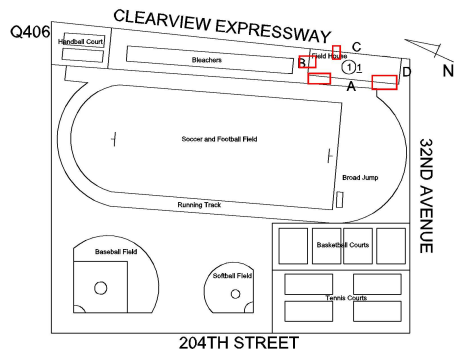 CLEARVIEW EXPRESSWAY
Q406
Handball Court
Bleachers
Field House
B
C
1 1
D
A
N
Soccer and Football Field
32ND AVENUE
Broad Jump
Running Track
Baseball Field
Basketball Courts
Softball Field
Tennis Courts
204TH STREET